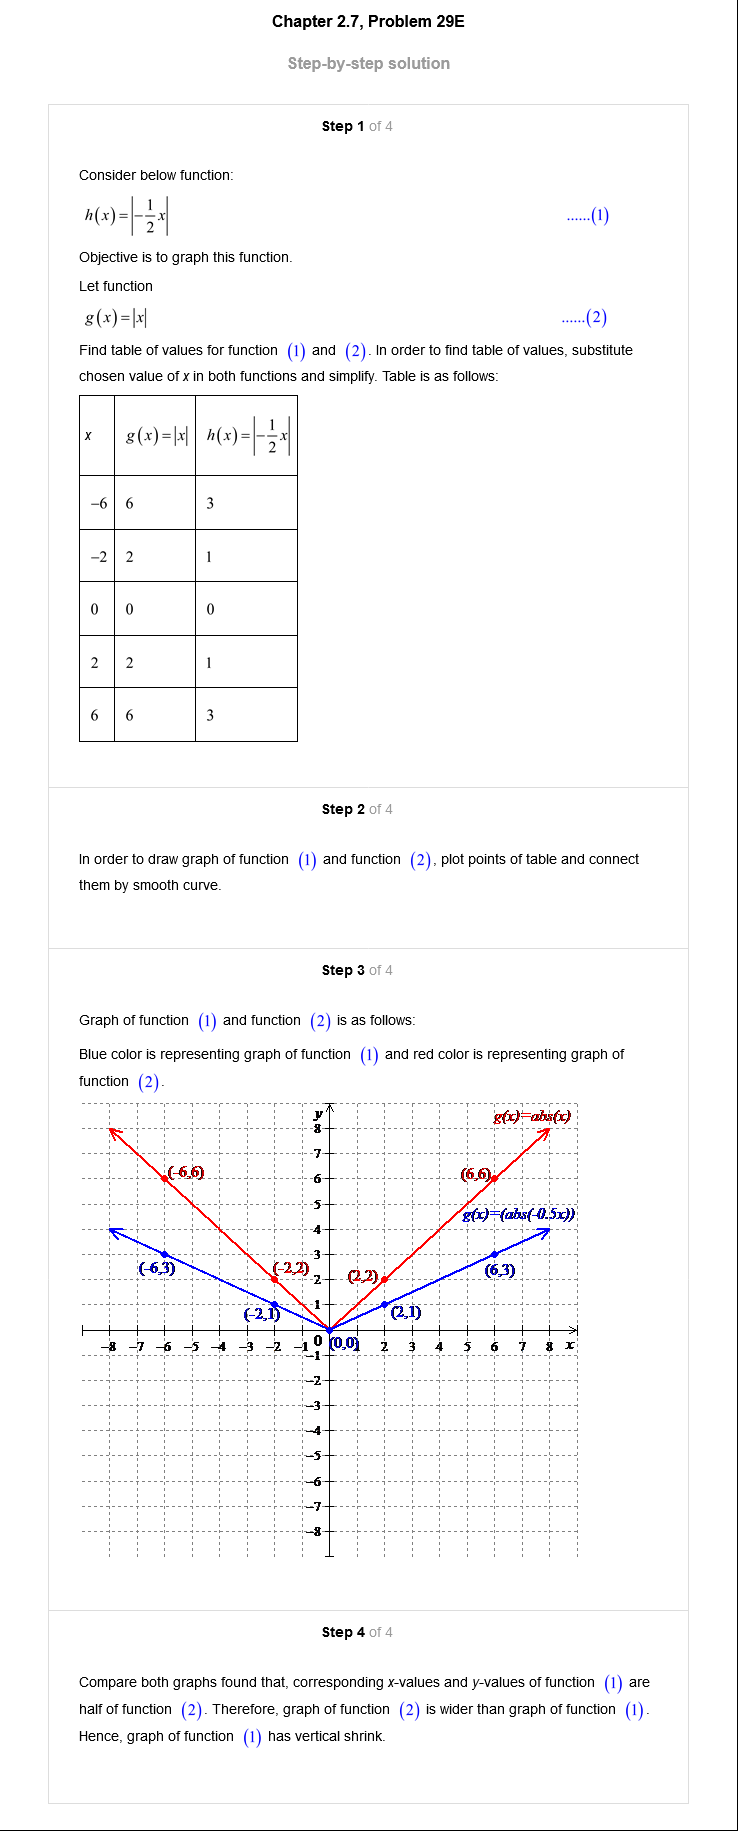 Chapter 2.7, Problem 29E
Step-by-step solution
Step 1 of 4
Consider below function:
h(x)=|-1/2x| ......(1)
Objective is to graph this function.
Let function
g(x)=|x| ......(2)
Find table of values for function (1) and (2). In order to find table of values, substitute
chosen value of x in both functions and simplify. Table is as follows:
x g(x)=|x| h(x)=|-1/2x|
-6 6 3
-2 2 1
0 0 0
2 2 1
6 6 3
Step 2 of 4
In order to draw graph of function (1) and function (2), plot points of table and connect
them by smooth curve.
Step 3 of 4
Graph of function (1) and function (2) is as follows:
Blue color is representing graph of function (1) and red color is representing graph of
function (2).
y g(x)=abs(x)
8
7
(-6,6) 6 (6,6)
5
4 g(x)=(abs(-0.5x))
3
(-6,3) (-2,2) 2 (2,2) (6,3)
1
(-2,1) (2,1)
0 (0,0)
-8 -7 -6 -5 -4 -3 -2 -1 1 2 3 4 5 6 7 8 x
-1
-2
-3
-4
-5
-6
-7
-8
Step 4 of 4
Compare both graphs found that, corresponding x-values and y-values of function (1) are
half of function (2). Therefore, graph of function (2) is wider than graph of function (1).
Hence, graph of function (1) has vertical shrink.